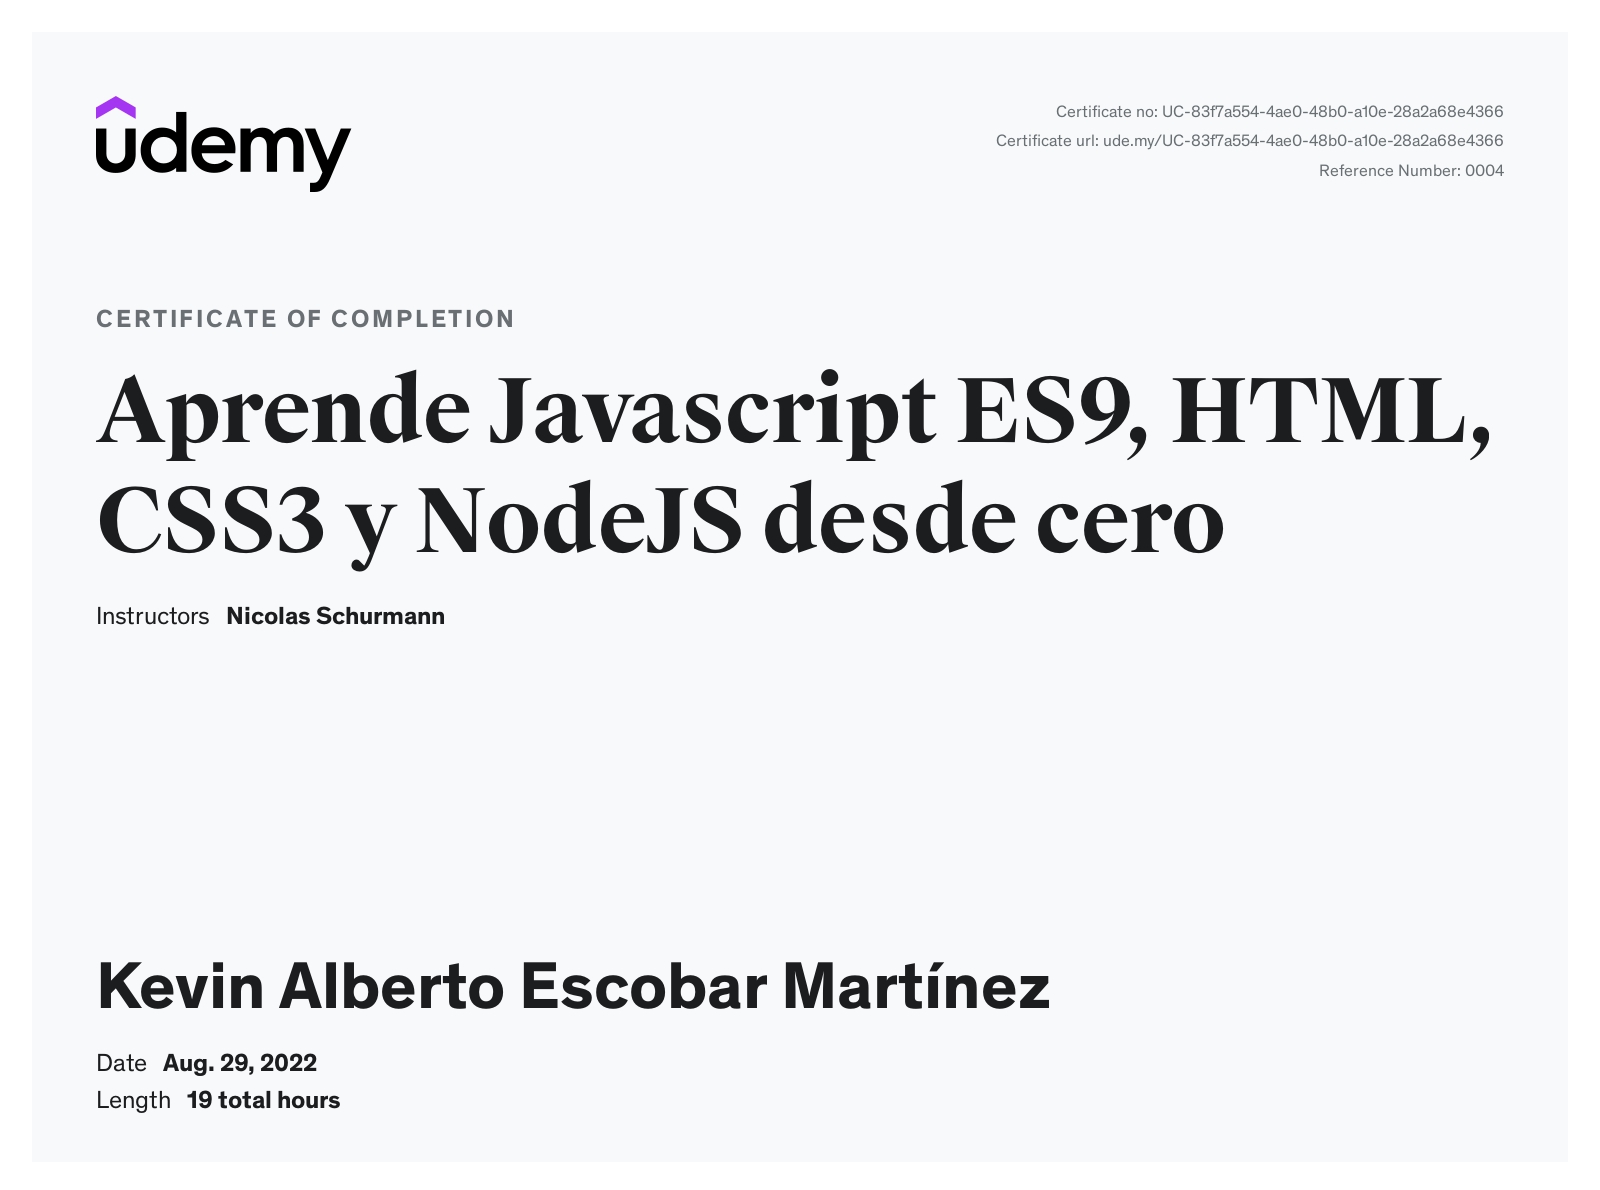 udemy
Certificate no: UC-83f7a554-4ae0-48b0-a10e-28a2a68e4366
Certificate url: ude.my/UC-83f7a554-4ae0-48b0-a10e-28a2a68e4366
Reference Number: 0004
CERTIFICATE OF COMPLETION
Aprende Javascript ES9, HTML,
CSS3 y NodeJS desde cero
Instructors Nicolas Schurmann
Kevin Alberto Escobar Martínez
Date Aug. 29, 2022
Length 19 total hours